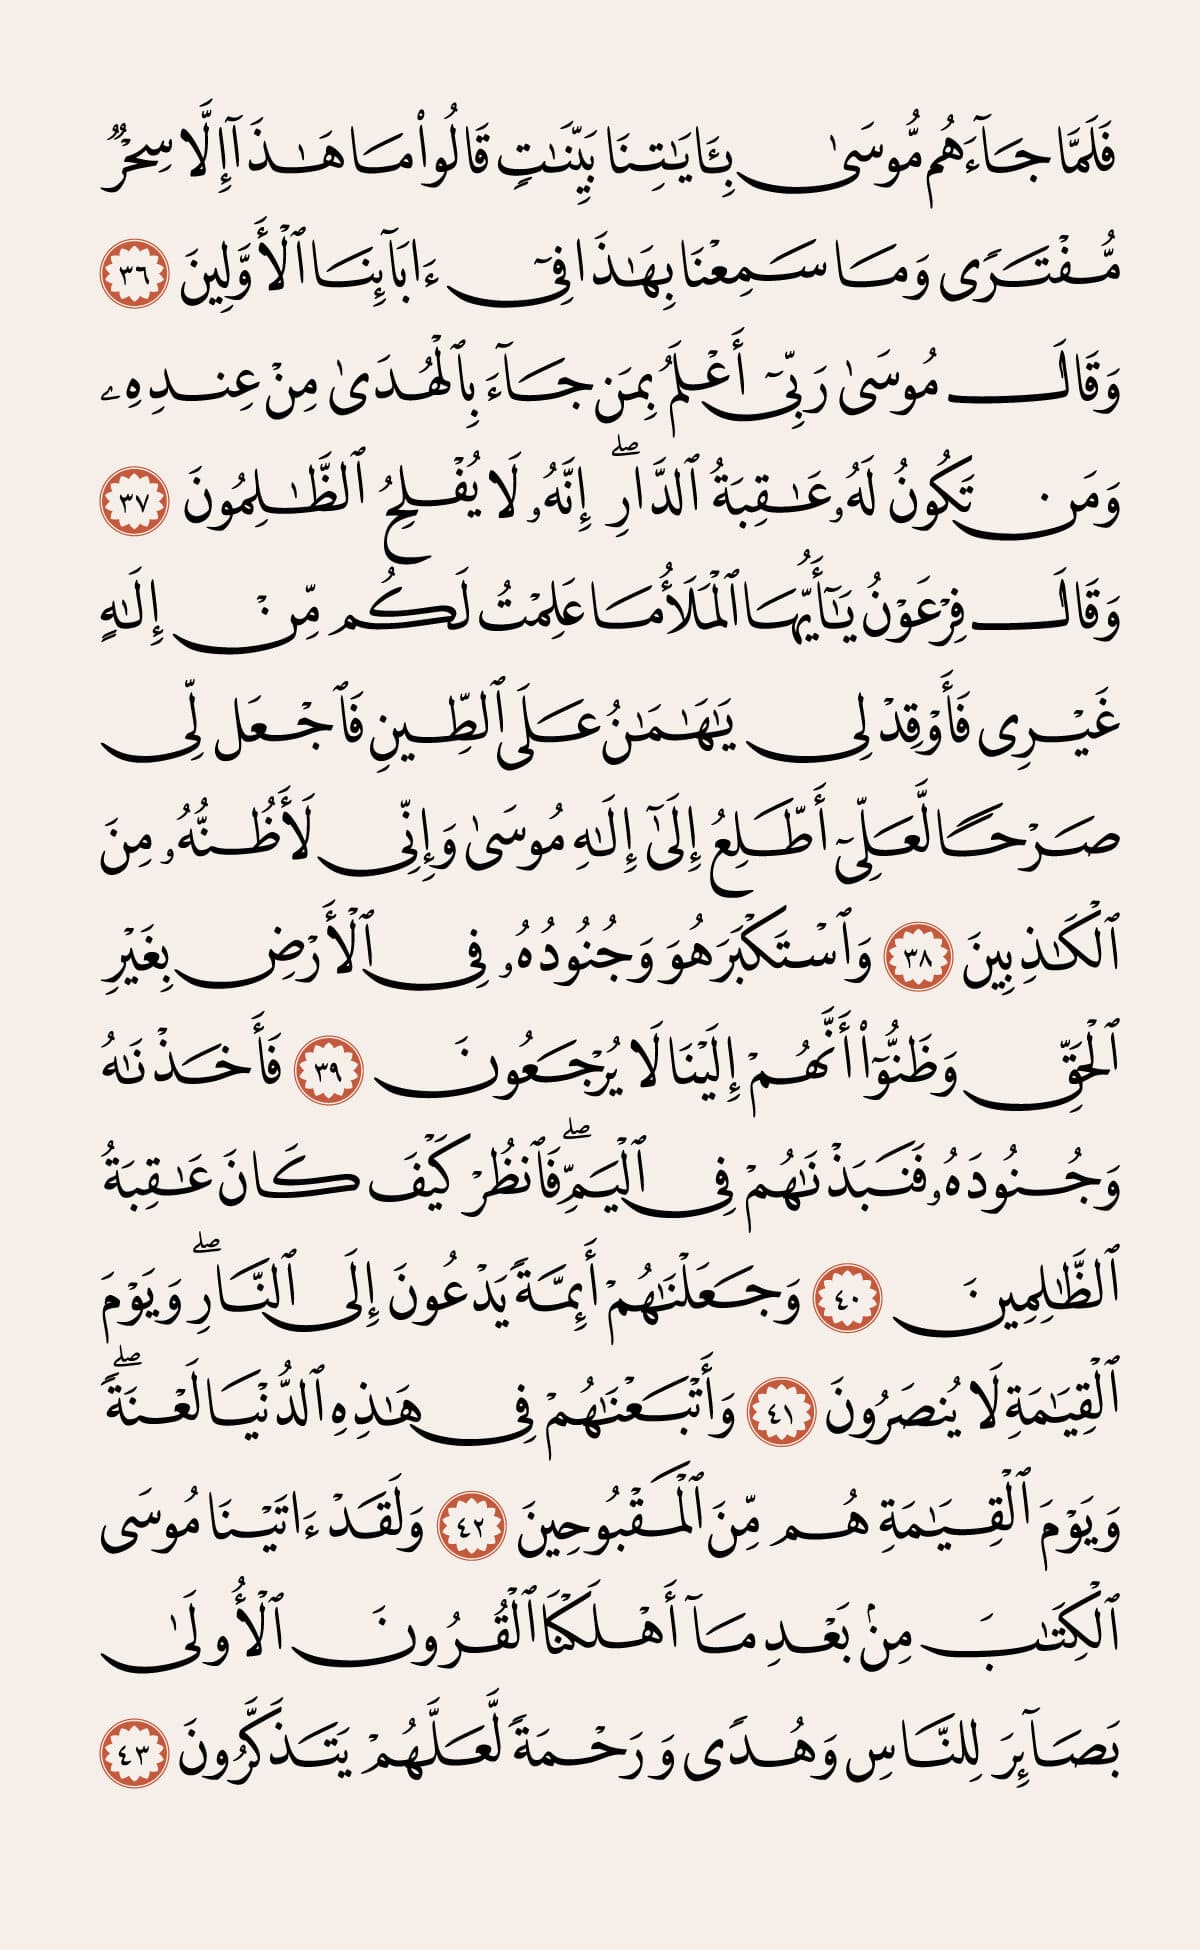 فَلَمَّا جَآءَهُم مُّوسَىٰ بِـَٔايَـٰتِنَا بَيِّنَـٰتٍ قَالُوا۟ مَا هَـٰذَآ إِلَّا سِحْرٌ
مُّفْتَرًى وَمَا سَمِعْنَا بِهَـٰذَا فِىٓ ءَابَآئِنَا ٱلْأَوَّلِينَ ٣٦
وَقَالَ مُوسَىٰ رَبِّىٓ أَعْلَمُ بِمَن جَآءَ بِٱلْهُدَىٰ مِنْ عِندِهِۦ
وَمَن تَكُونُ لَهُۥ عَـٰقِبَةُ ٱلدَّارِ ۖ إِنَّهُۥ لَا يُفْلِحُ ٱلظَّـٰلِمُونَ ٣٧
وَقَالَ فِرْعَوْنُ يَـٰٓأَيُّهَا ٱلْمَلَأُ مَا عَلِمْتُ لَكُم مِّنْ إِلَـٰهٍ
غَيْرِى فَأَوْقِدْ لِى يَـٰهَـٰمَـٰنُ عَلَى ٱلطِّينِ فَٱجْعَل لِّى
صَرْحًا لَّعَلِّىٓ أَطَّلِعُ إِلَىٰٓ إِلَـٰهِ مُوسَىٰ وَإِنِّى لَأَظُنُّهُۥ مِنَ
ٱلْكَـٰذِبِينَ ٣٨ وَٱسْتَكْبَرَ هُوَ وَجُنُودُهُۥ فِى ٱلْأَرْضِ بِغَيْرِ
ٱلْحَقِّ وَظَنُّوٓا۟ أَنَّهُمْ إِلَيْنَا لَا يُرْجَعُونَ ٣٩ فَأَخَذْنَـٰهُ
وَجُنُودَهُۥ فَنَبَذْنَـٰهُمْ فِى ٱلْيَمِّ ۖ فَٱنظُرْ كَيْفَ كَانَ عَـٰقِبَةُ
ٱلظَّـٰلِمِينَ ٤٠ وَجَعَلْنَـٰهُمْ أَئِمَّةً يَدْعُونَ إِلَى ٱلنَّارِ ۖ وَيَوْمَ
ٱلْقِيَـٰمَةِ لَا يُنصَرُونَ ٤١ وَأَتْبَعْنَـٰهُمْ فِى هَـٰذِهِ ٱلدُّنْيَا لَعْنَةً ۖ
وَيَوْمَ ٱلْقِيَـٰمَةِ هُم مِّنَ ٱلْمَقْبُوحِينَ ٤٢ وَلَقَدْ ءَاتَيْنَا مُوسَى
ٱلْكِتَـٰبَ مِنۢ بَعْدِ مَآ أَهْلَكْنَا ٱلْقُرُونَ ٱلْأُولَىٰ
بَصَآئِرَ لِلنَّاسِ وَهُدًى وَرَحْمَةً لَّعَلَّهُمْ يَتَذَكَّرُونَ ٤٣